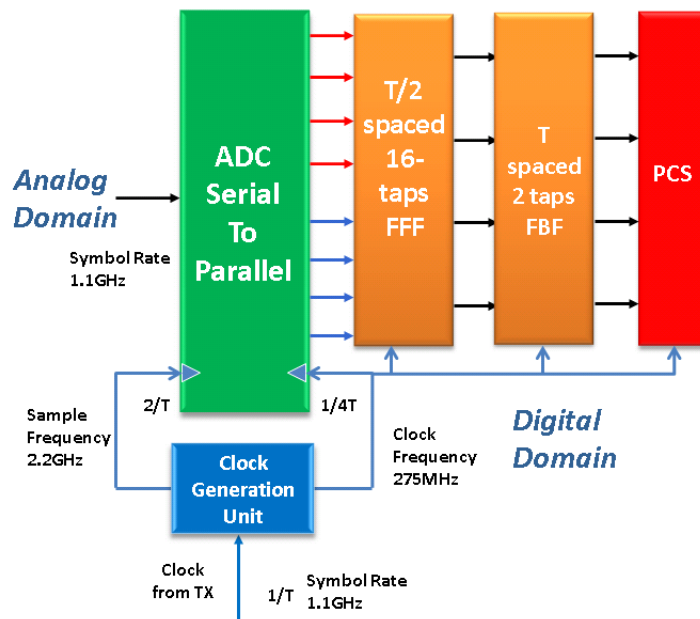 Analog
Domain
Symbol Rate
1.1GHz
ADC
Serial
To
Parallel
T/2
spaced
16-
taps
FFF
T
spaced
2 taps
FBF
PCS
Sample
Frequency
2.2GHz
2/T
1/4T
Clock
Frequency
275MHz
Digital
Domain
Clock
Generation
Unit
Clock
from TX
1/T
Symbol Rate
1.1GHz